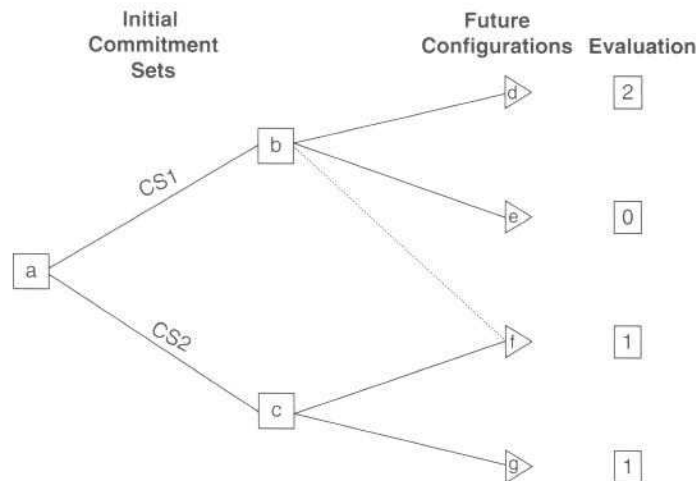 Initial
Commitment
Sets
Future
Configurations
Evaluation
d
2
b
CS1
e
0
a
CS2
f
1
c
g
1